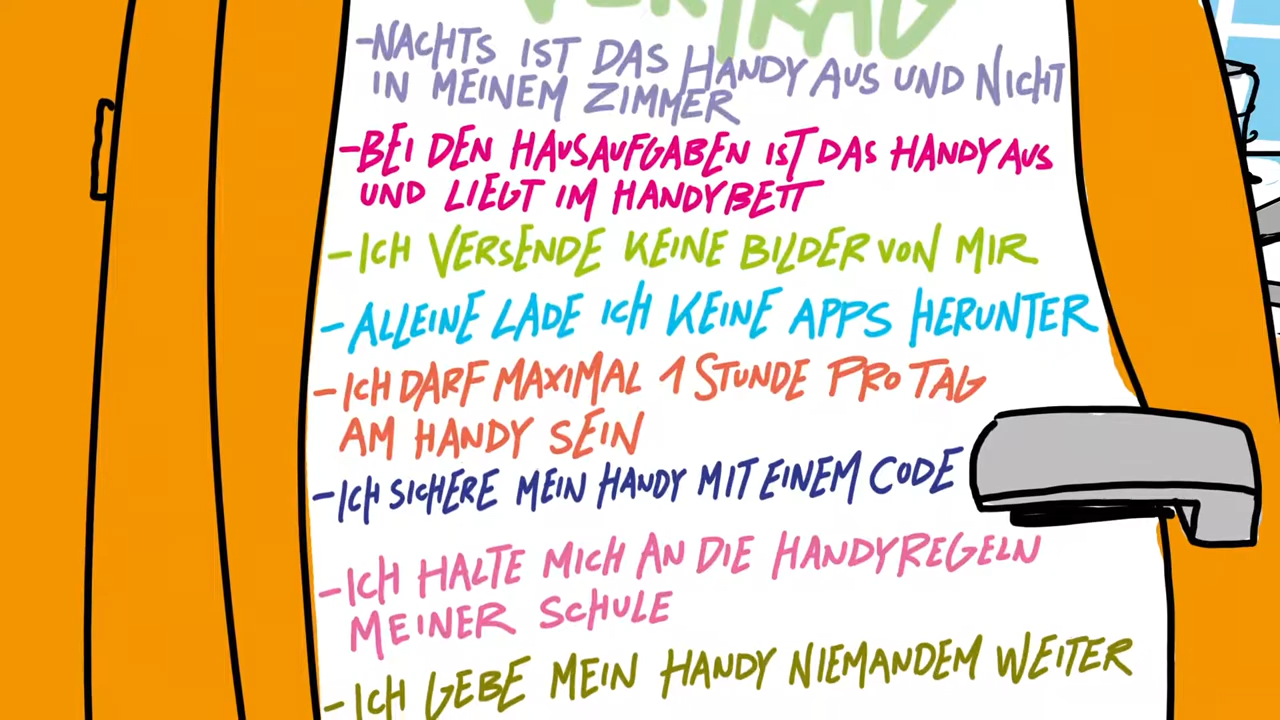 VERTRAG
-NACHTS IST DAS HANDY AUS UND NICHT
IN MEINEM ZIMMER
-BEI DEN HAUSAUFGABEN IST DAS HANDY AUS
UND LIEGT IM HANDYBETT
-ICH VERSENDE KEINE BILDER VON MIR
-ALLEINE LADE ICH KEINE APPS HERUNTER
-ICH DARF MAXIMAL 1 STUNDE PRO TAG
AM HANDY SEIN
-ICH SICHERE MEIN HANDY MIT EINEM CODE
-ICH HALTE MICH AN DIE HANDYREGELN
MEINER SCHULE
-ICH GEBE MEIN HANDY NIEMANDEM WEITER